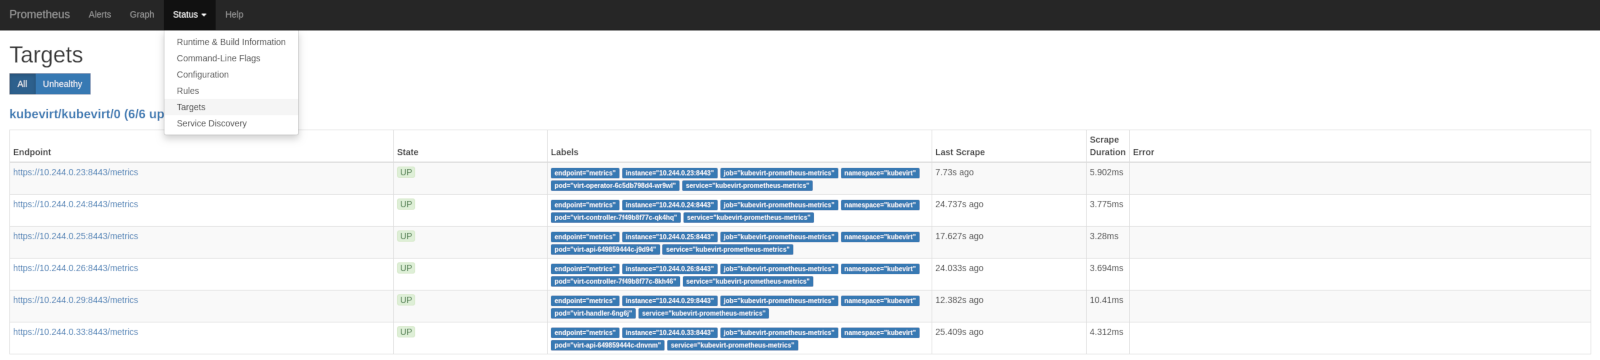 Prometheus Alerts Graph Status Help
Runtime & Build Information
Command-Line Flags
Configuration
Rules
Targets
Service Discovery
Targets
All Unhealthy
kubevirt/kubevirt/0 (6/6 up
Endpoint State Labels Last Scrape Scrape Duration Error
https://10.244.0.23:8443/metrics UP endpoint="metrics" instance="10.244.0.23:8443" job="kubevirt-prometheus-metrics" namespace="kubevirt" 7.73s ago 5.902ms
pod="virt-operator-6c5db798d4-wr9wl" service="kubevirt-prometheus-metrics"
https://10.244.0.24:8443/metrics UP endpoint="metrics" instance="10.244.0.24:8443" job="kubevirt-prometheus-metrics" namespace="kubevirt" 24.737s ago 3.775ms
pod="virt-controller-7f49b8f77c-qk4hq" service="kubevirt-prometheus-metrics"
https://10.244.0.25:8443/metrics UP endpoint="metrics" instance="10.244.0.25:8443" job="kubevirt-prometheus-metrics" namespace="kubevirt" 17.627s ago 3.28ms
pod="virt-api-649859444c-j9d94" service="kubevirt-prometheus-metrics"
https://10.244.0.26:8443/metrics UP endpoint="metrics" instance="10.244.0.26:8443" job="kubevirt-prometheus-metrics" namespace="kubevirt" 24.033s ago 3.694ms
pod="virt-controller-7f49b8f77c-8kh46" service="kubevirt-prometheus-metrics"
https://10.244.0.29:8443/metrics UP endpoint="metrics" instance="10.244.0.29:8443" job="kubevirt-prometheus-metrics" namespace="kubevirt" 12.382s ago 10.41ms
pod="virt-handler-6ng6j" service="kubevirt-prometheus-metrics"
https://10.244.0.33:8443/metrics UP endpoint="metrics" instance="10.244.0.33:8443" job="kubevirt-prometheus-metrics" namespace="kubevirt" 25.409s ago 4.312ms
pod="virt-api-649859444c-dnvnm" service="kubevirt-prometheus-metrics"